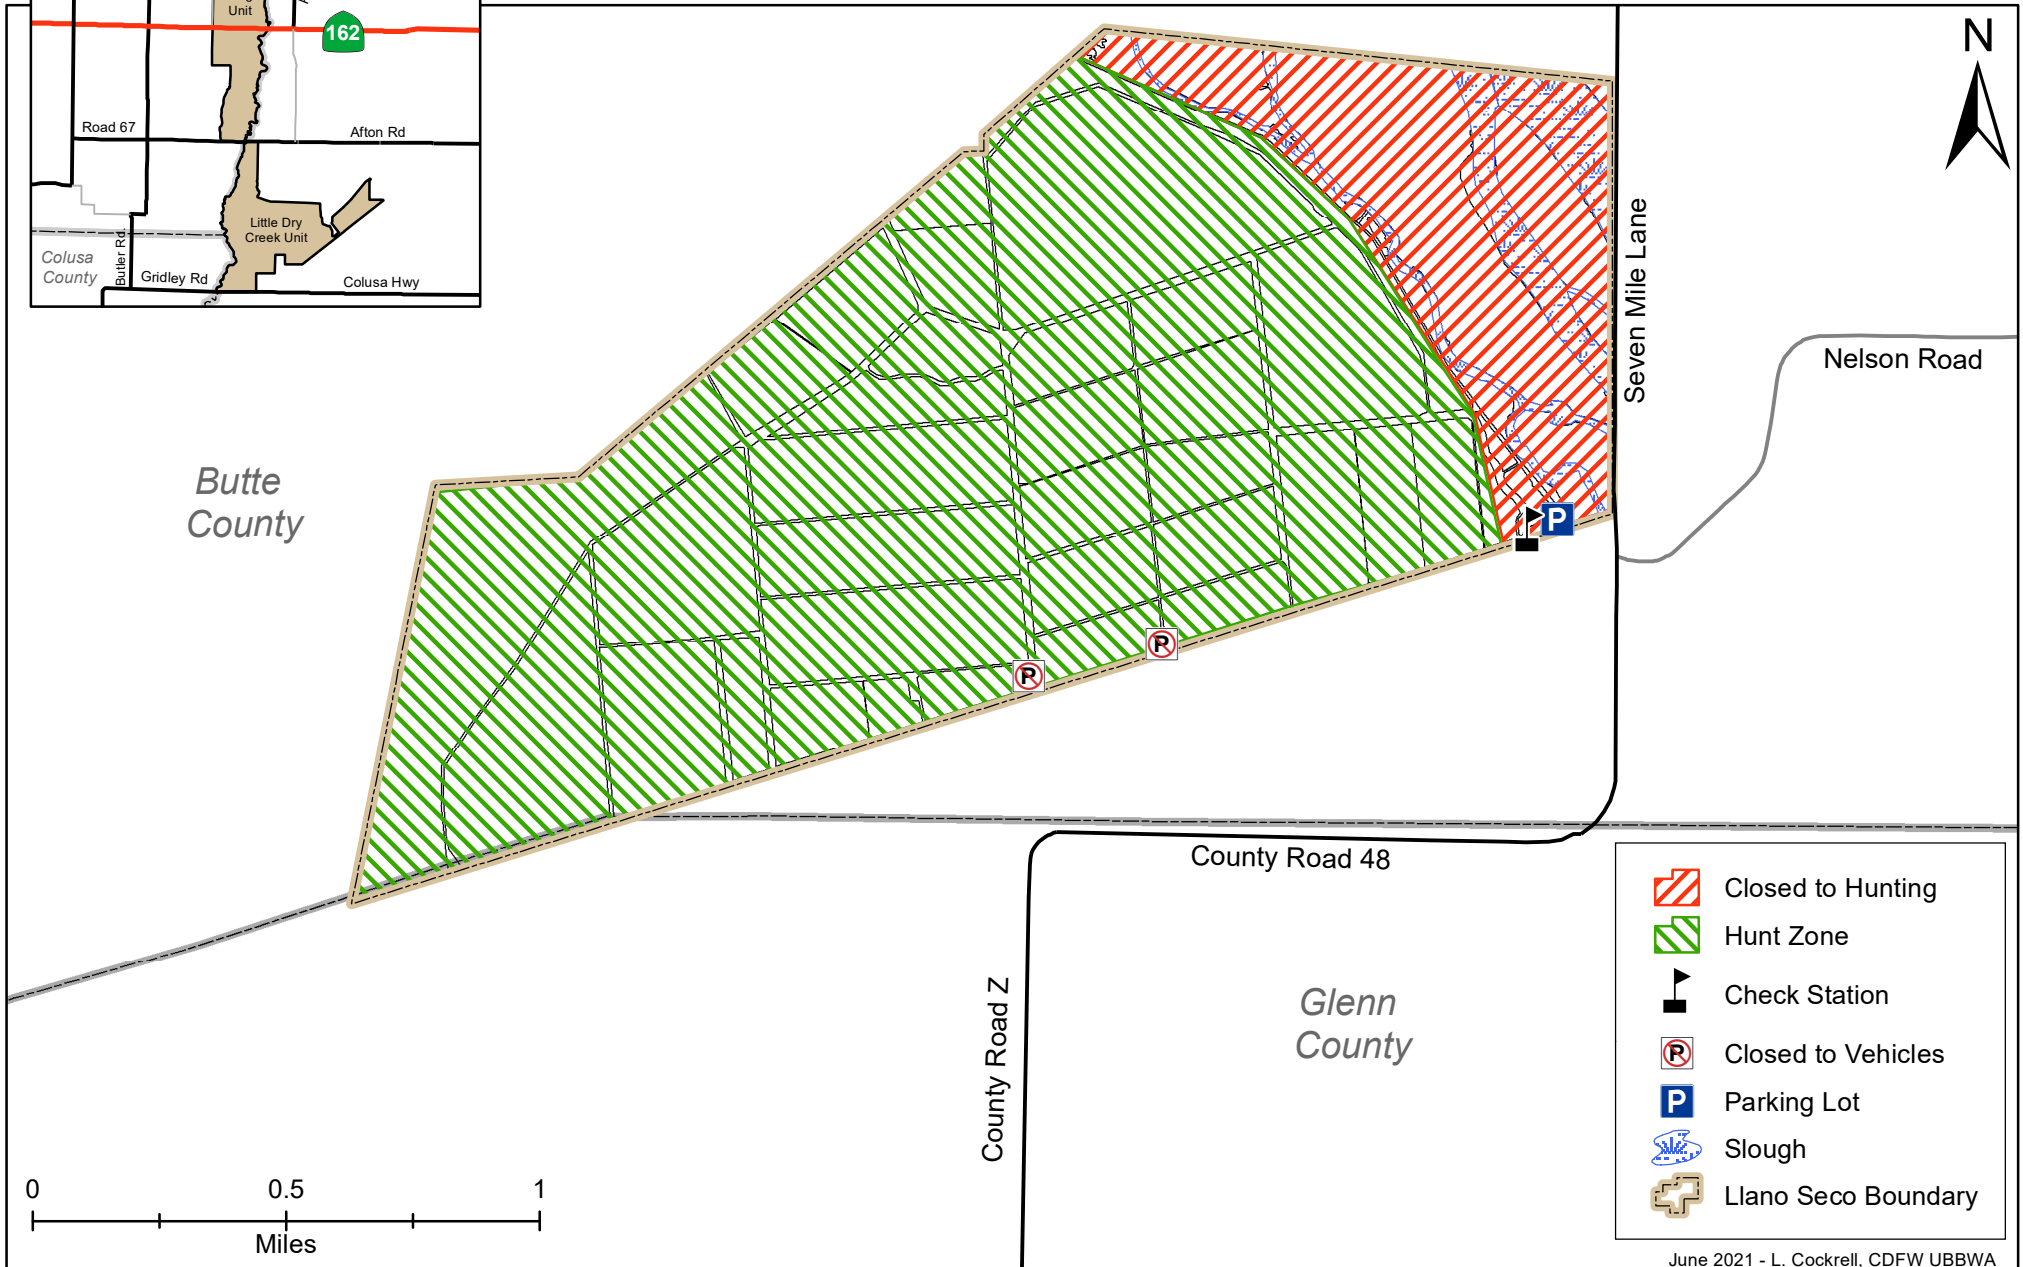 Unit
162
Road 67
Afton Rd
Little Dry
Creek Unit
Colusa
County
Butler Rd.
Gridley Rd
Colusa Hwy
N
Seven Mile Lane
Nelson Road
Butte
County
P
P
P
County Road 48
County Road Z
Glenn
County
Closed to Hunting
Hunt Zone
Check Station
P
Closed to Vehicles
P
Parking Lot
Slough
Llano Seco Boundary
0
0.5
1
Miles
June 2021 - L. Cockrell, CDFW UBBWA